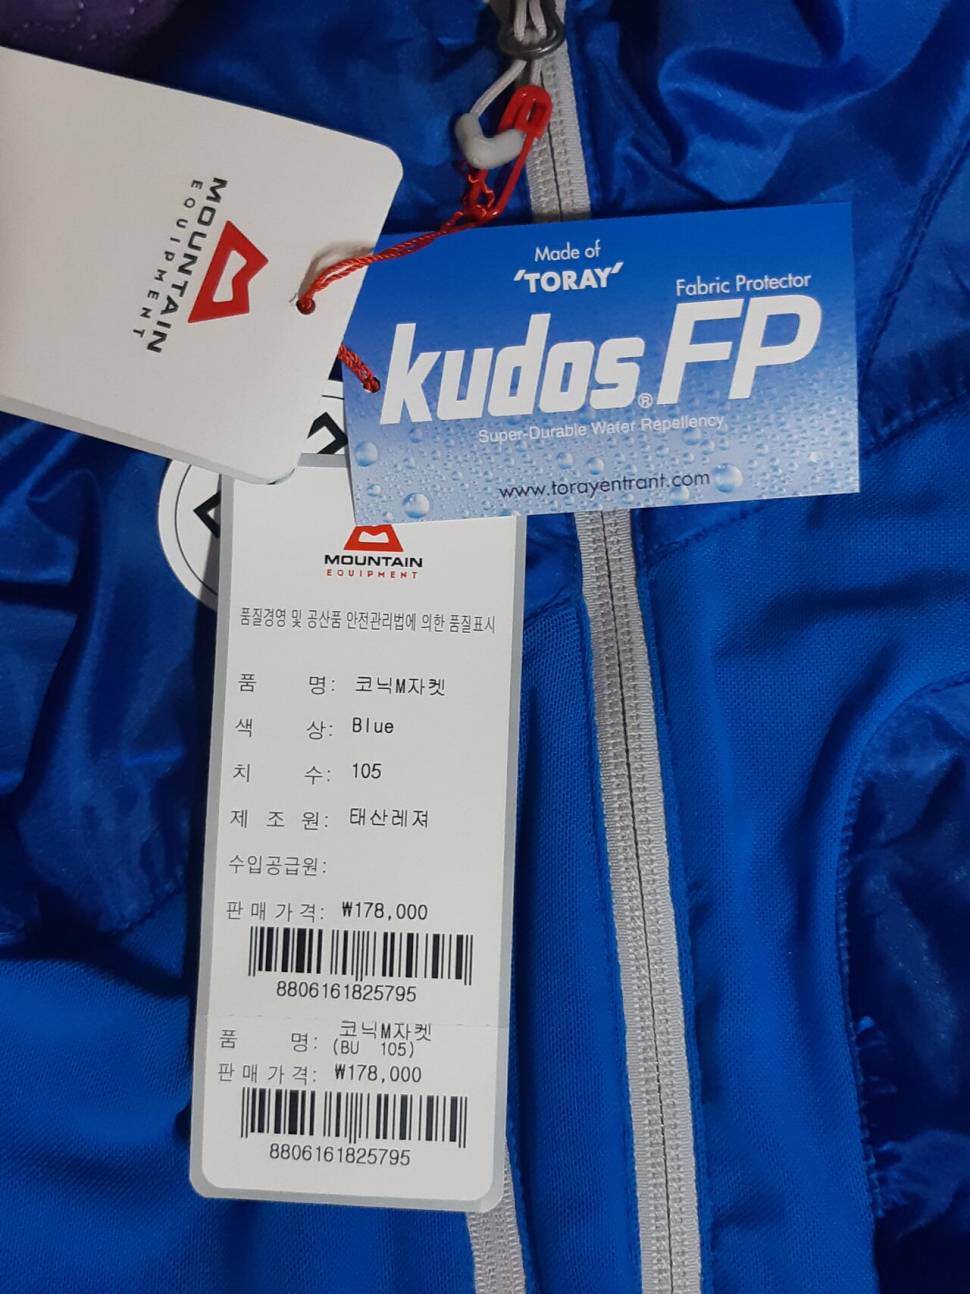 MOUNTAIN
EQUIPMENT
Made of
‘TORAY’
Fabric Protector
kudos® FP
Super-Durable Water Repellency
www.torayentrant.com
MOUNTAIN
EQUIPMENT
품질경영 및 공산품 안전관리법에 의한 품질표시
품 명: 코닉M자켓
색 상: Blue
치 수: 105
제 조 원: 태산레져
수입공급원:
판 매 가 격: ₩178,000
8806161825795
품 명: 코닉M자켓
(BU 105)
판 매 가 격: ₩178,000
8806161825795